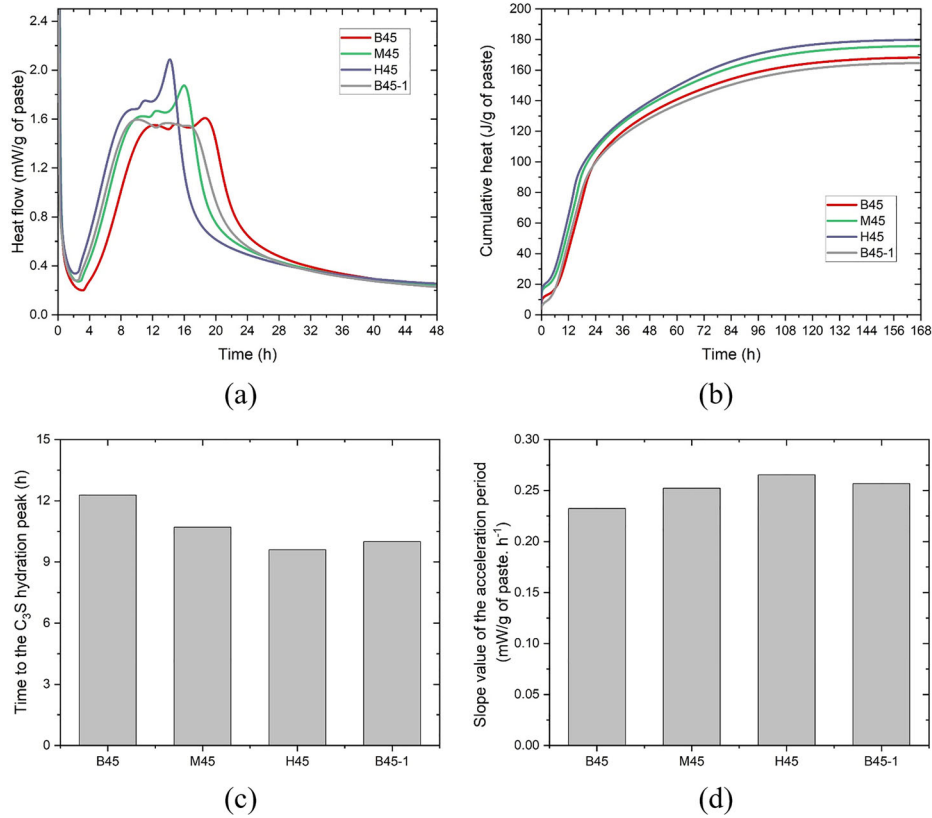 2.4
2.0
1.6
1.2
0.8
0.4
0.0
Heat flow (mW/g of paste)
B45
M45
H45
B45-1
0 4 8 12 16 20 24 28 32 36 40 44 48
Time (h)
(a)
200
180
160
140
120
100
80
60
40
20
0
Cumulative heat (J/g of paste)
B45
M45
H45
B45-1
0 12 24 36 48 60 72 84 96 108 120 132 144 156 168
Time (h)
(b)
15
12
9
6
3
0
Time to the C₃S hydration peak (h)
B45 M45 H45 B45-1
(c)
0.30
0.25
0.20
0.15
0.10
0.05
0.00
Slope value of the acceleration period
(mW/g of paste. h⁻¹)
B45 M45 H45 B45-1
(d)